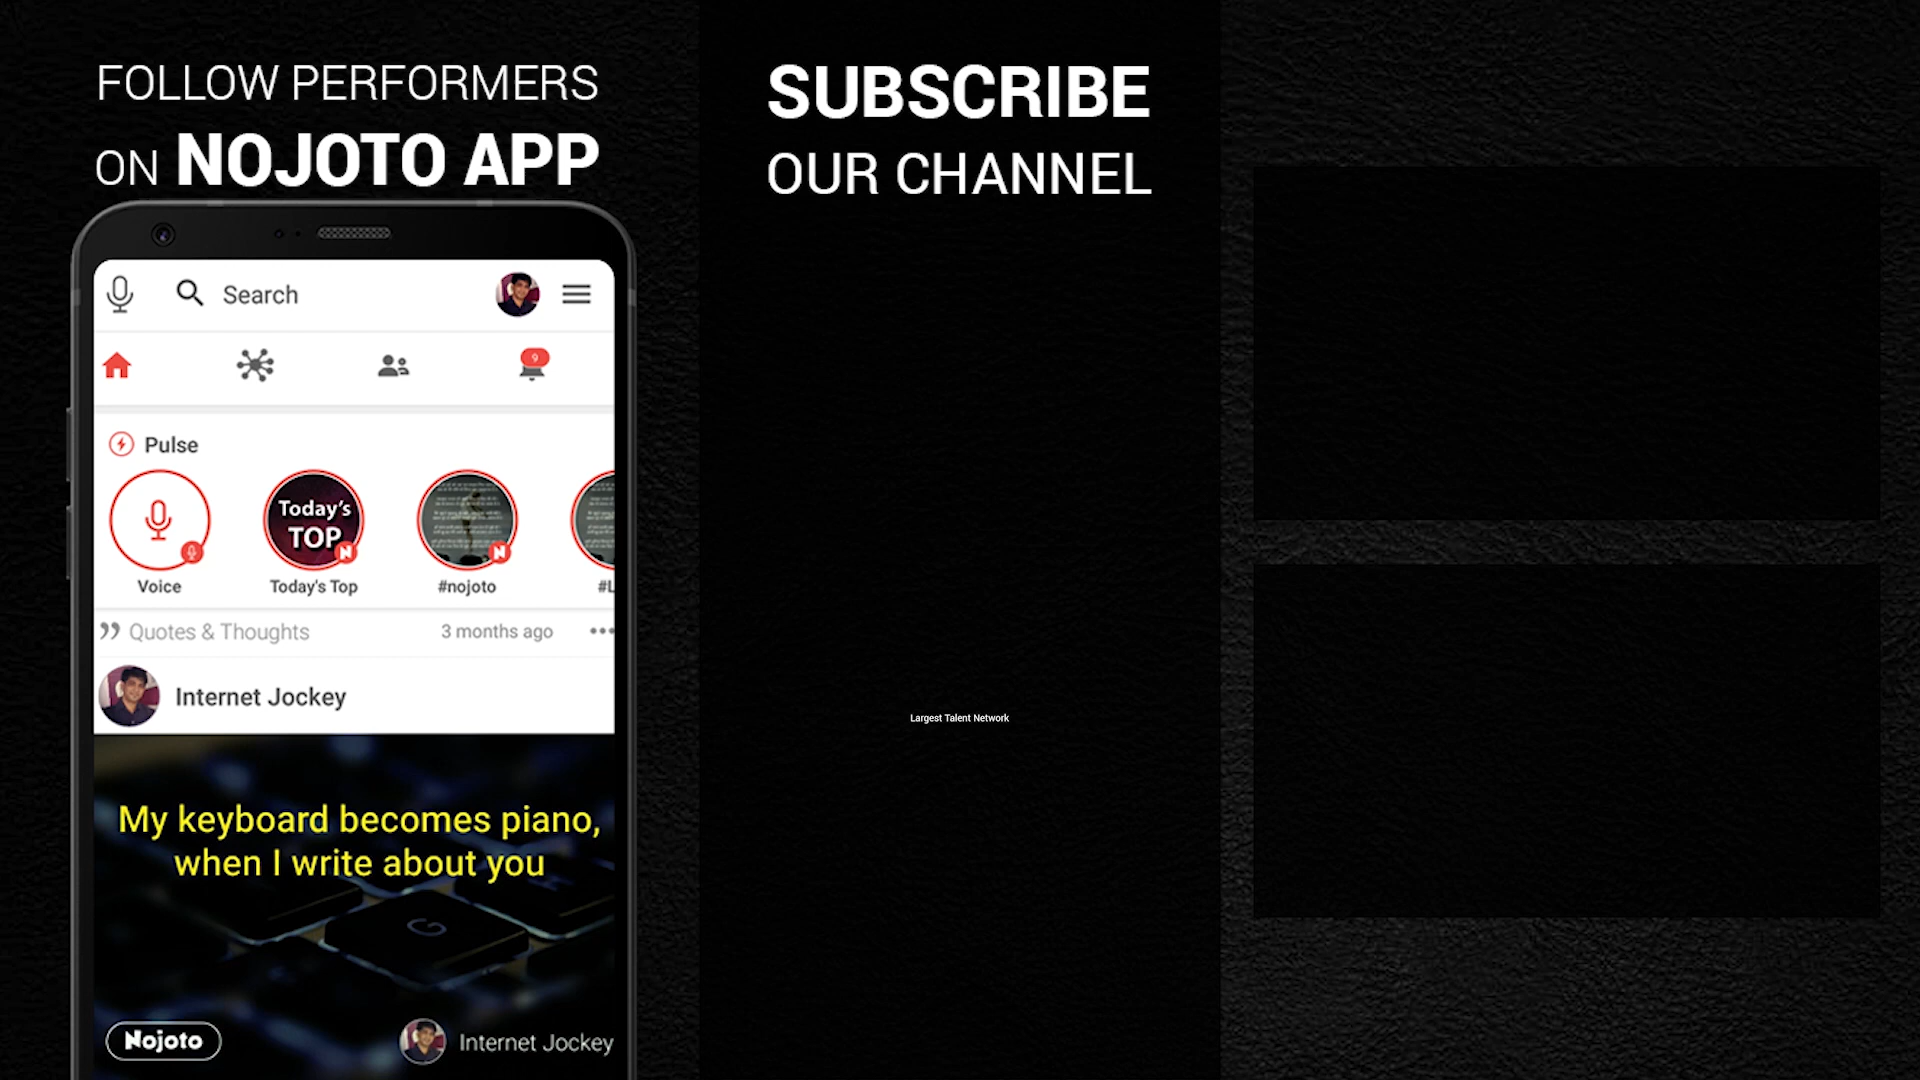 FOLLOW PERFORMERS
ON NOJOTO APP
Search
9
Pulse
Today's
TOP
Voice
Today's Top
#nojoto
#L
Quotes & Thoughts
3 months ago
Internet Jockey
My keyboard becomes piano,
when I write about you
G
Nojoto
Internet Jockey
SUBSCRIBE
OUR CHANNEL
Largest Talent Network